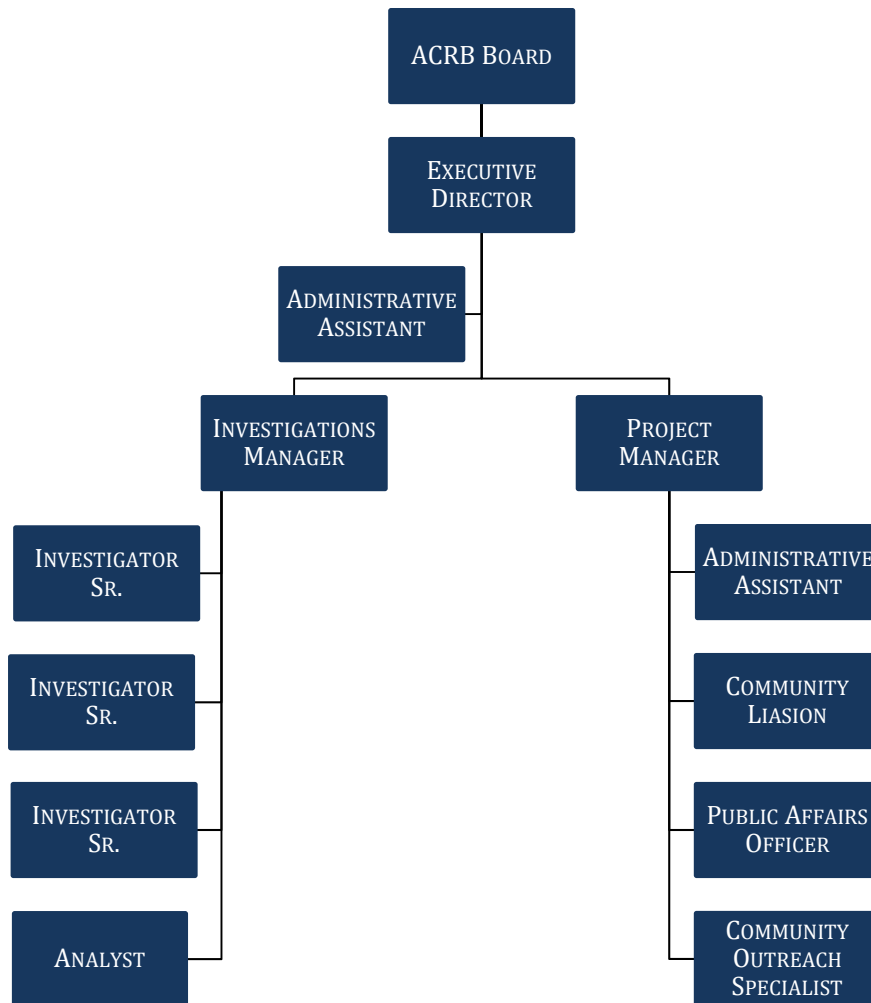 ACRB BOARD
EXECUTIVE
DIRECTOR
ADMINISTRATIVE
ASSISTANT
INVESTIGATIONS
MANAGER
PROJECT
MANAGER
INVESTIGATOR
SR.
INVESTIGATOR
SR.
INVESTIGATOR
SR.
ANALYST
ADMINISTRATIVE
ASSISTANT
COMMUNITY
LIASION
PUBLIC AFFAIRS
OFFICER
COMMUNITY
OUTREACH
SPECIALIST